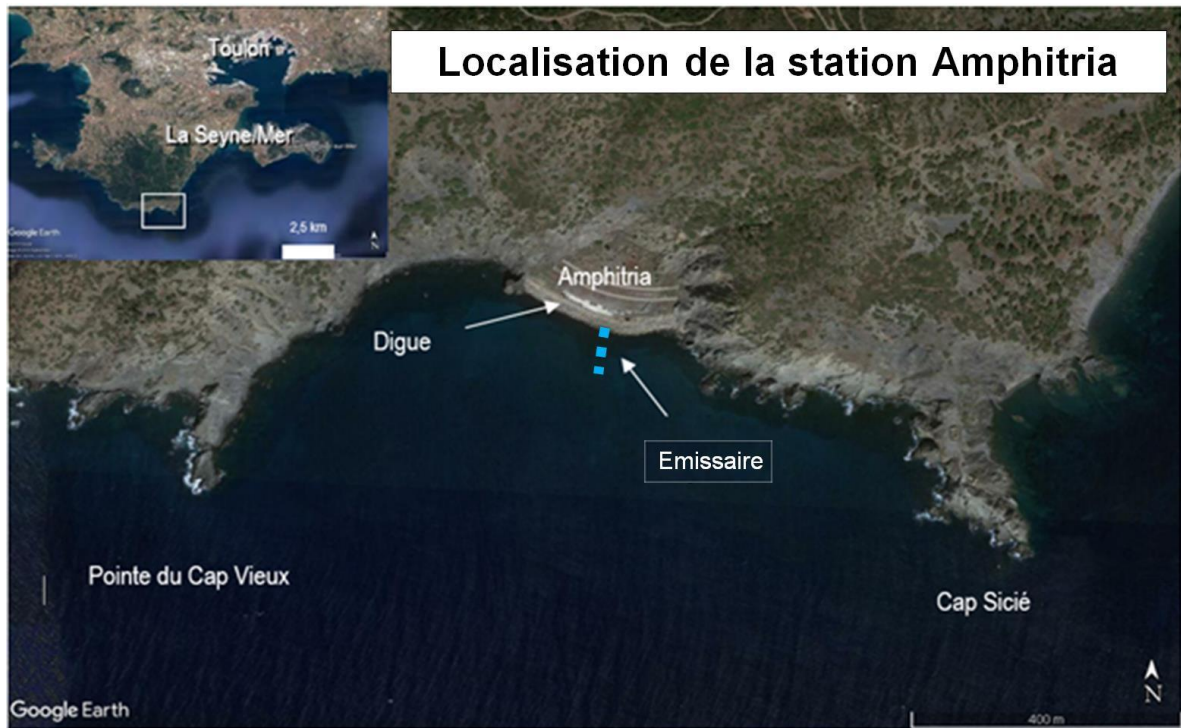 Localisation de la station Amphitria
Toulon
La Seyne/Mer
2,5 km
N
Google Earth
Amphitria
Digue
Emissaire
Pointe du Cap Vieux
Cap Sicié
N
Google Earth
400 m